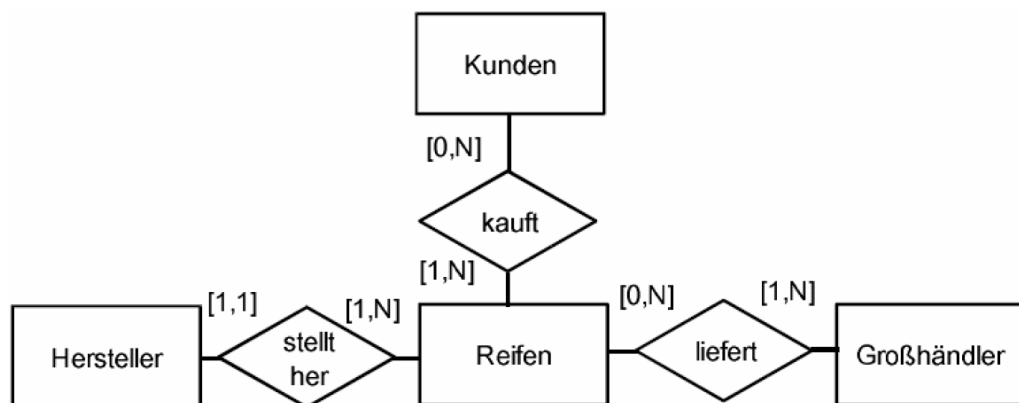 Kunden
[0,N]
kauft
[1,N]
[1,1]
[1,N]
[0,N]
[1,N]
Hersteller
stellt
her
Reifen
liefert
Großhändler